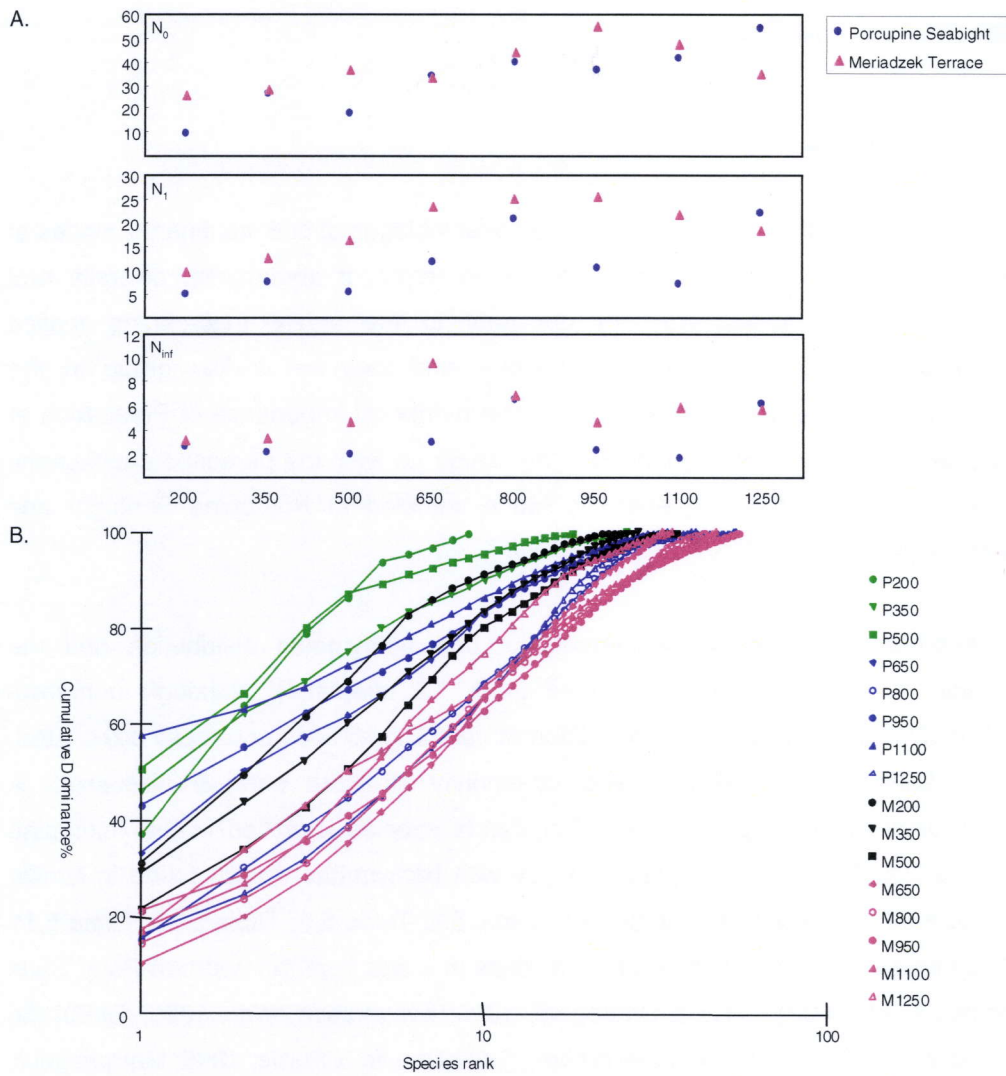 A.
N0
60
50
40
30
20
10
Porcupine Seabight
Meriadzek Terrace
N1
30
25
20
15
10
5
Ninf
12
10
8
6
4
2
200 350 500 650 800 950 1100 1250
B.
100
80
60
40
20
0
Cumulative Dominance%
1 10 100
Species rank
P200
P350
P500
P650
P800
P950
P1100
P1250
M200
M350
M500
M650
M800
M950
M1100
M1250